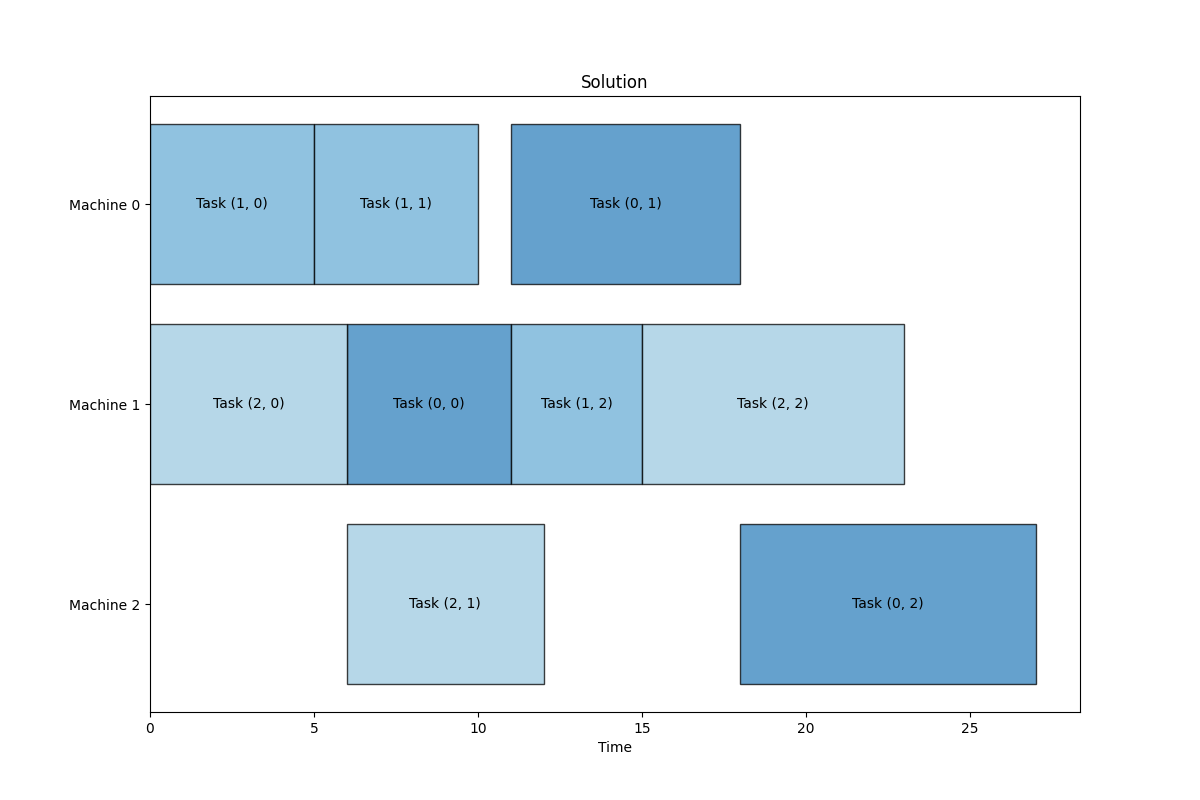 Solution
Machine 0
Task (1, 0)
Task (1, 1)
Task (0, 1)
Machine 1
Task (2, 0)
Task (0, 0)
Task (1, 2)
Task (2, 2)
Machine 2
Task (2, 1)
Task (0, 2)
0 5 10 15 20 25
Time